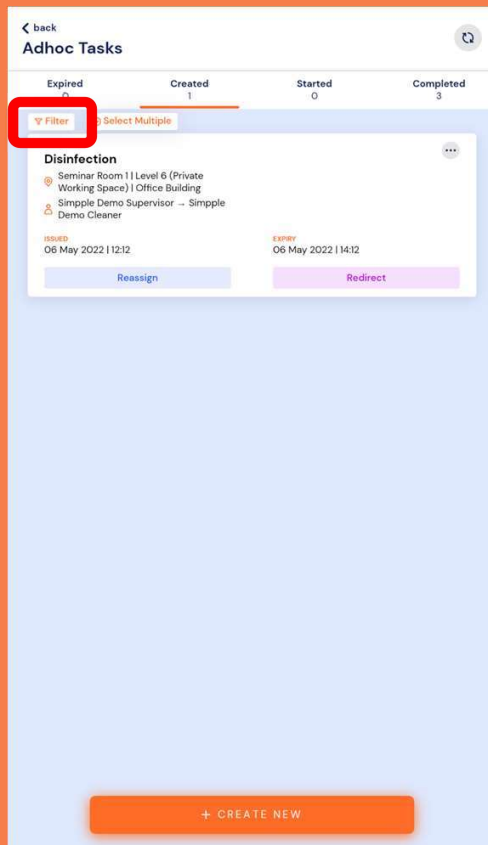 back
Adhoc Tasks
Expired Created Started Completed
0 1 0 3
Filter Select Multiple
Disinfection
Seminar Room 1 | Level 6 (Private
Working Space) | Office Building
Simpple Demo Supervisor → Simpple
Demo Cleaner
ISSUED EXPIRY
06 May 2022 | 12:12 06 May 2022 | 14:12
Reassign Redirect
+ CREATE NEW